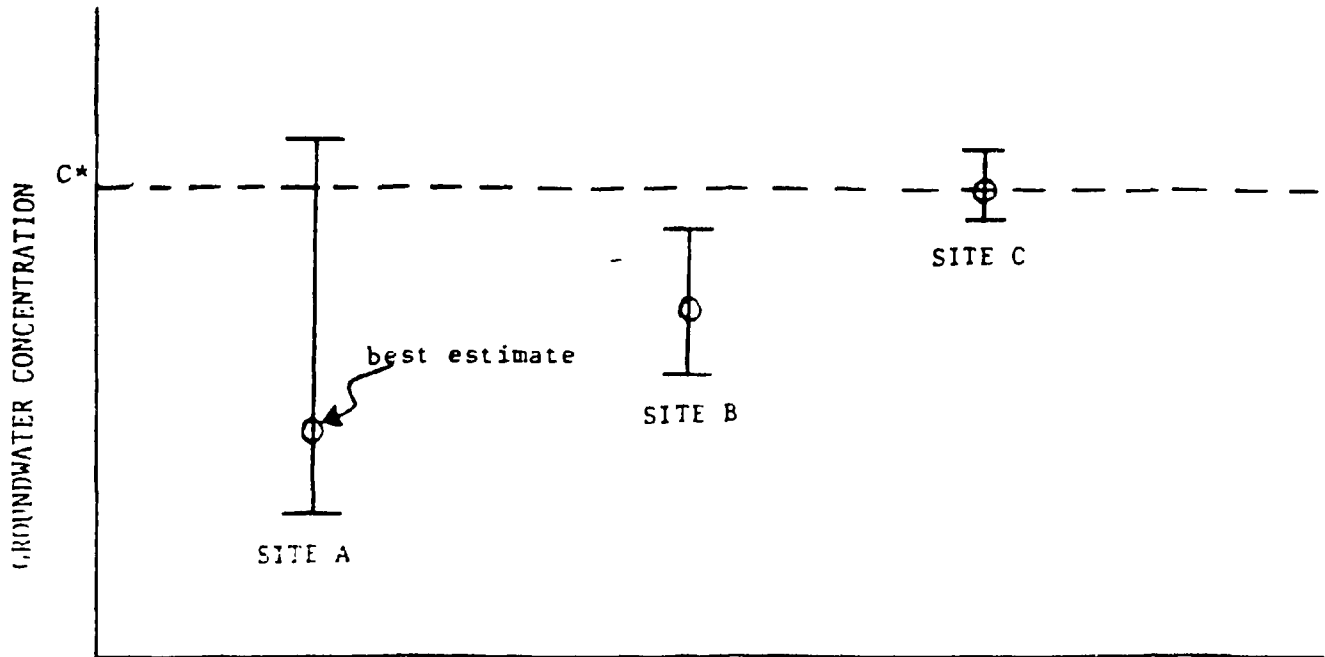 C*
GROUNDWATER CONCENTRATION
best estimate
SITE A
SITE B
SITE C